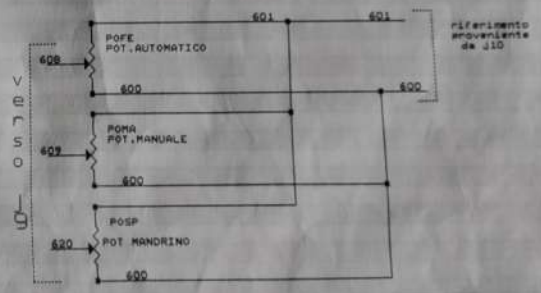 601 601
riferimento
proveniente
da J10
POFE
POT.AUTOMATICO
608
600 600
POMA
POT.MANUALE
609
600
POSP
POT MANDRINO
620
600
verso J9